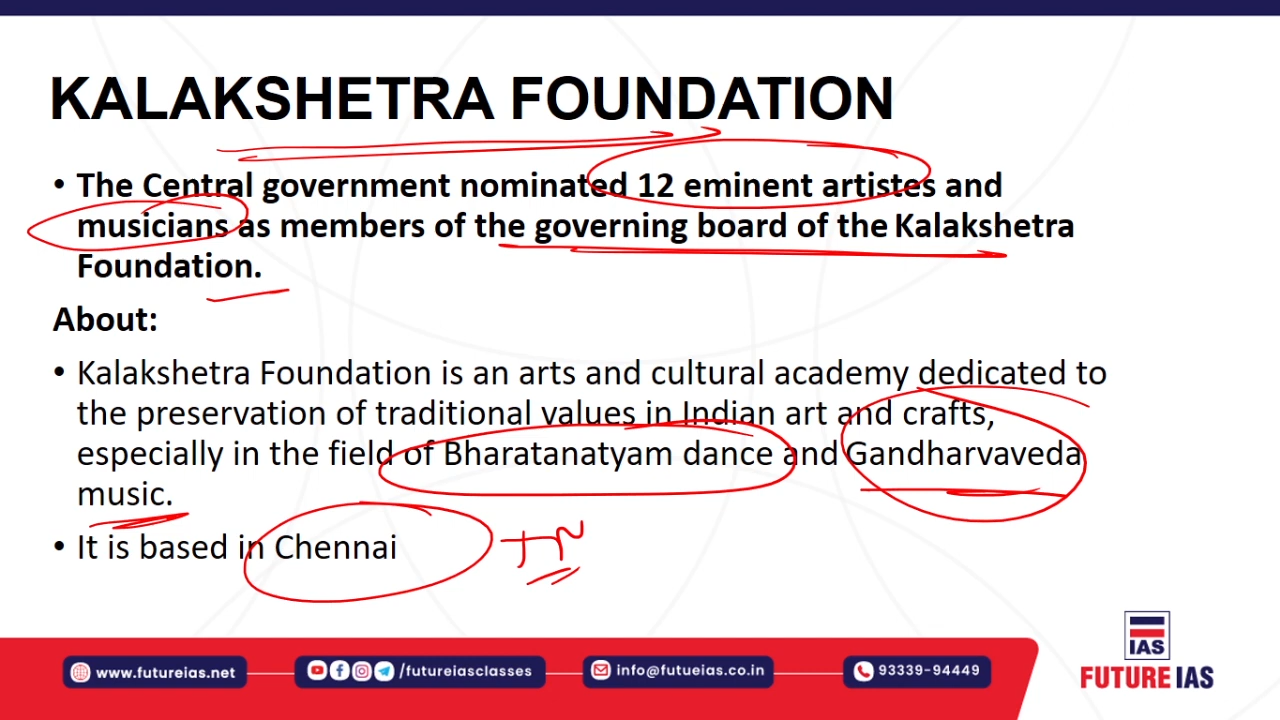 KALAKSHETRA FOUNDATION
• The Central government nominated 12 eminent artistes and
musicians as members of the governing board of the Kalakshetra
Foundation.
About:
• Kalakshetra Foundation is an arts and cultural academy dedicated to
the preservation of traditional values in Indian art and crafts,
especially in the field of Bharatanatyam dance and Gandharvaveda
music.
• It is based in Chennai
TN
IAS
FUTURE IAS
www.futureias.net
/futureiasclasses
info@futueias.co.in
93339-94449